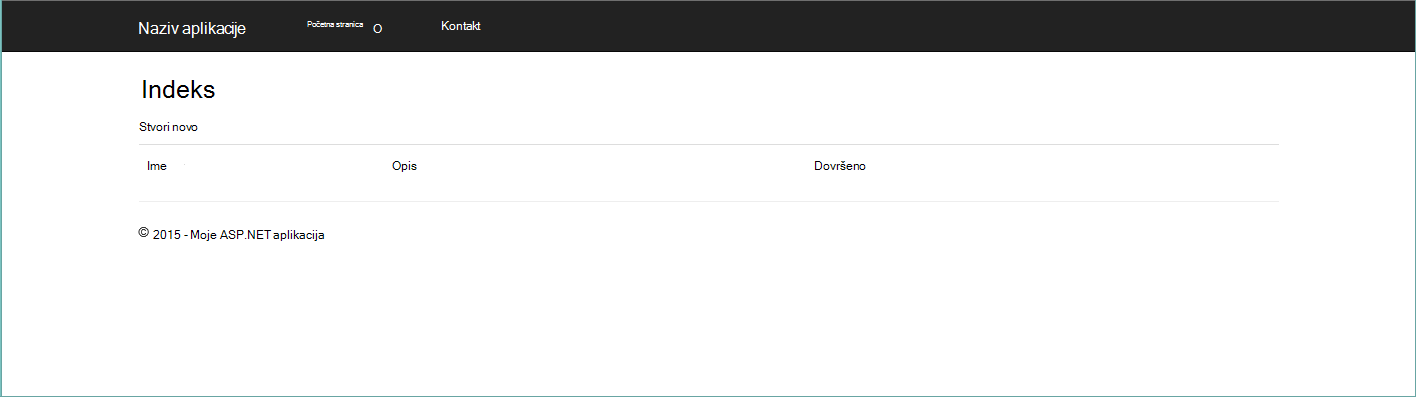 Naziv aplikacije Početna stranica O Kontakt
Indeks
Stvori novo
Ime Opis Dovršeno
© 2015 - Moje ASP.NET aplikacija